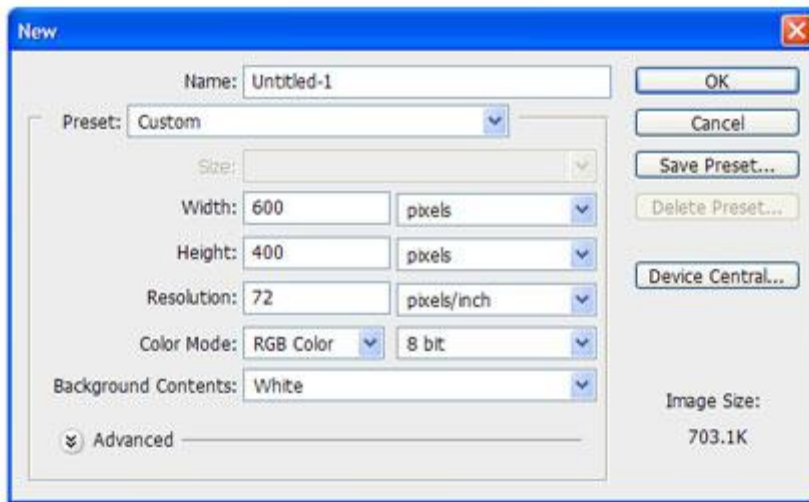 New
Name: Untitled-1
OK
Preset: Custom
Cancel
Size:
Save Preset...
Width: 600 pixels
Delete Preset...
Height: 400 pixels
Device Central...
Resolution: 72 pixels/inch
Color Mode: RGB Color 8 bit
Background Contents: White
Image Size:
703.1K
Advanced